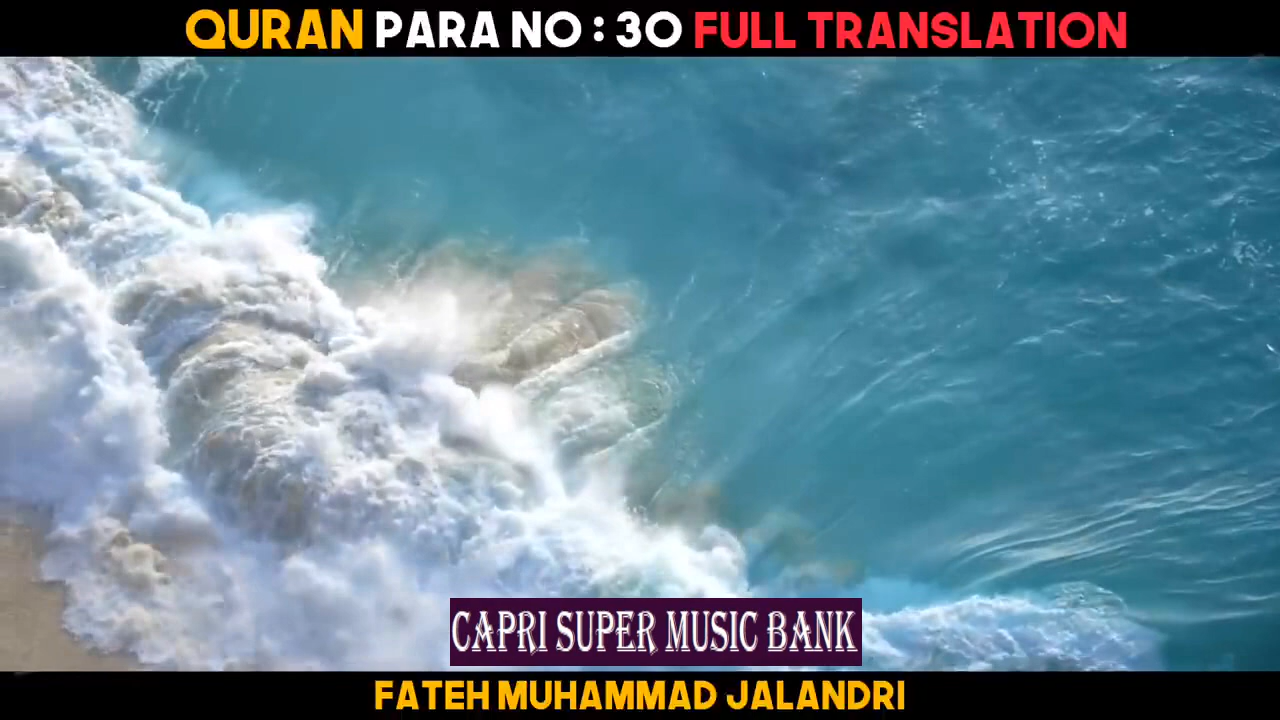 QURAN PARA NO : 30 FULL TRANSLATION
CAPRI SUPER MUSIC BANK
FATEH MUHAMMAD JALANDRI